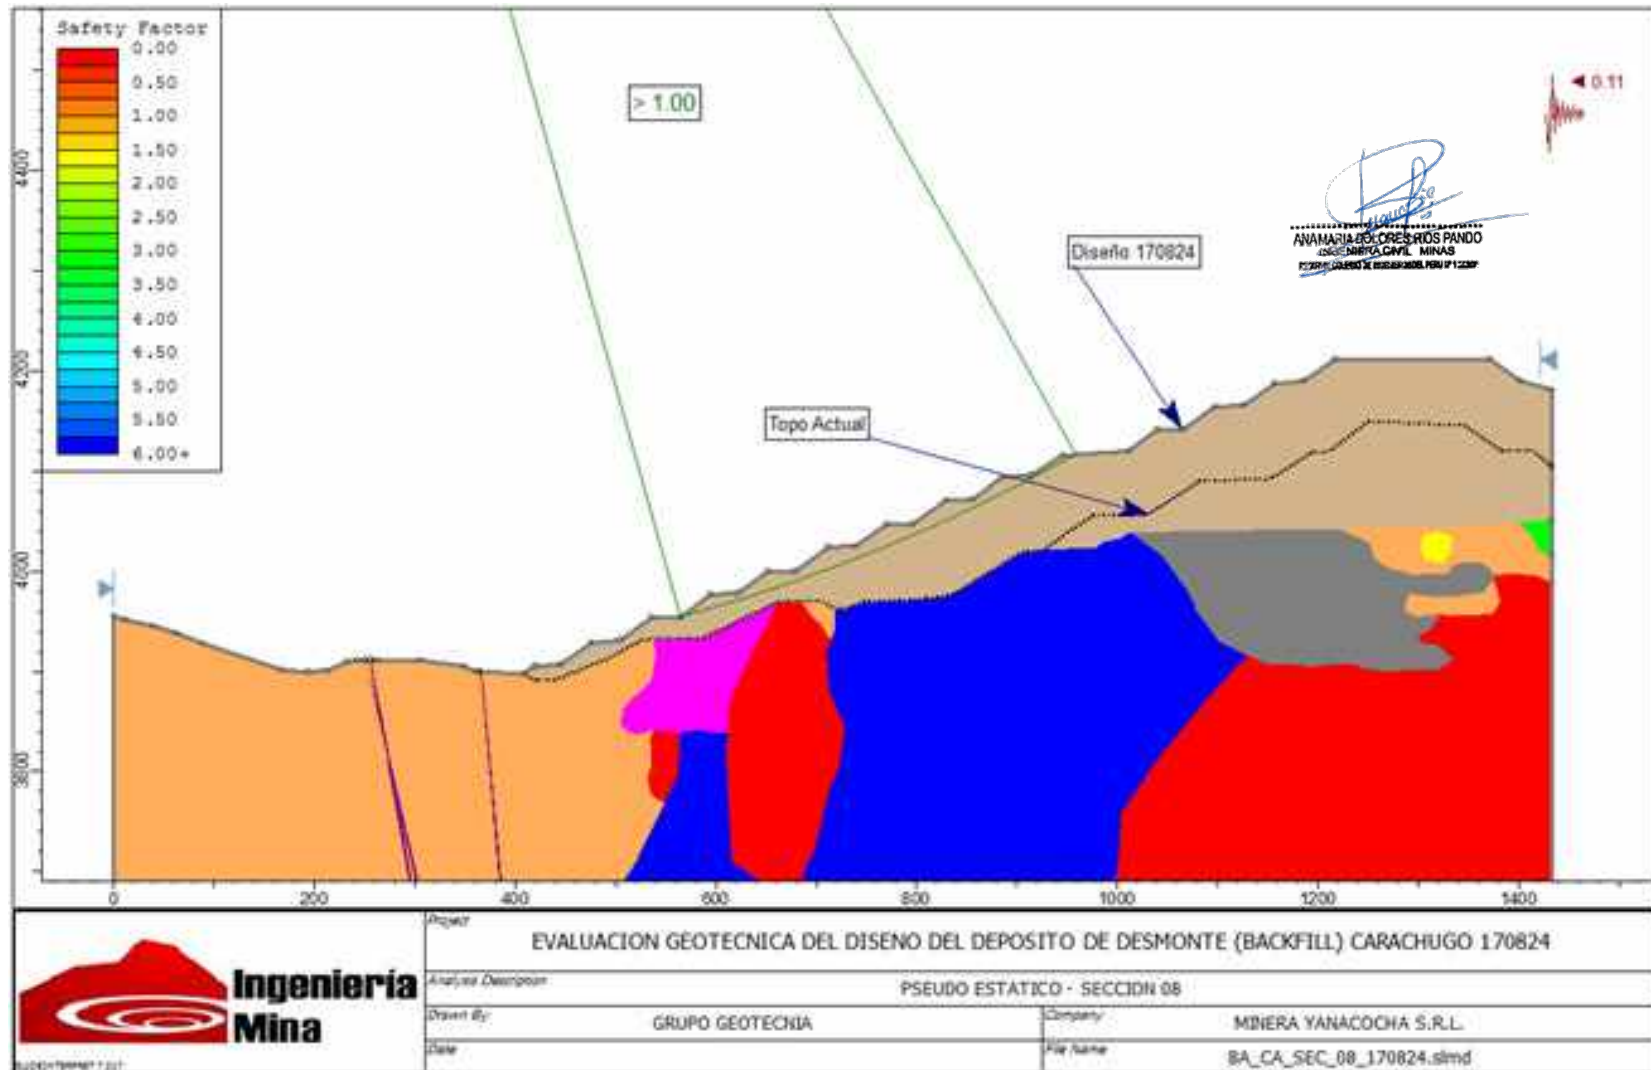 Safety Factor
0.00
0.50
1.00
1.50
2.00
2.50
3.00
3.50
4.00
4.50
5.00
5.50
6.00+
> 1.00
0.11
ANA MARIA DOLORES RIOS PANDO
INGENIERA CIVIL MINAS
Diseño 170824
Topo Actual
4400
4200
4000
3800
0
200
400
600
800
1000
1200
1400
Ingeniería
Mina
Project
EVALUACION GEOTECNICA DEL DISENO DEL DEPOSITO DE DESMONTE (BACKFILL) CARACHUGO 170824
Analysis Description
PSEUDO ESTATICO - SECCION 08
Drawn By
GRUPO GEOTECNIA
Company
MINERA YANACOCHA S.R.L.
Date
File Name
BA_CA_SEC_08_170824.slmd